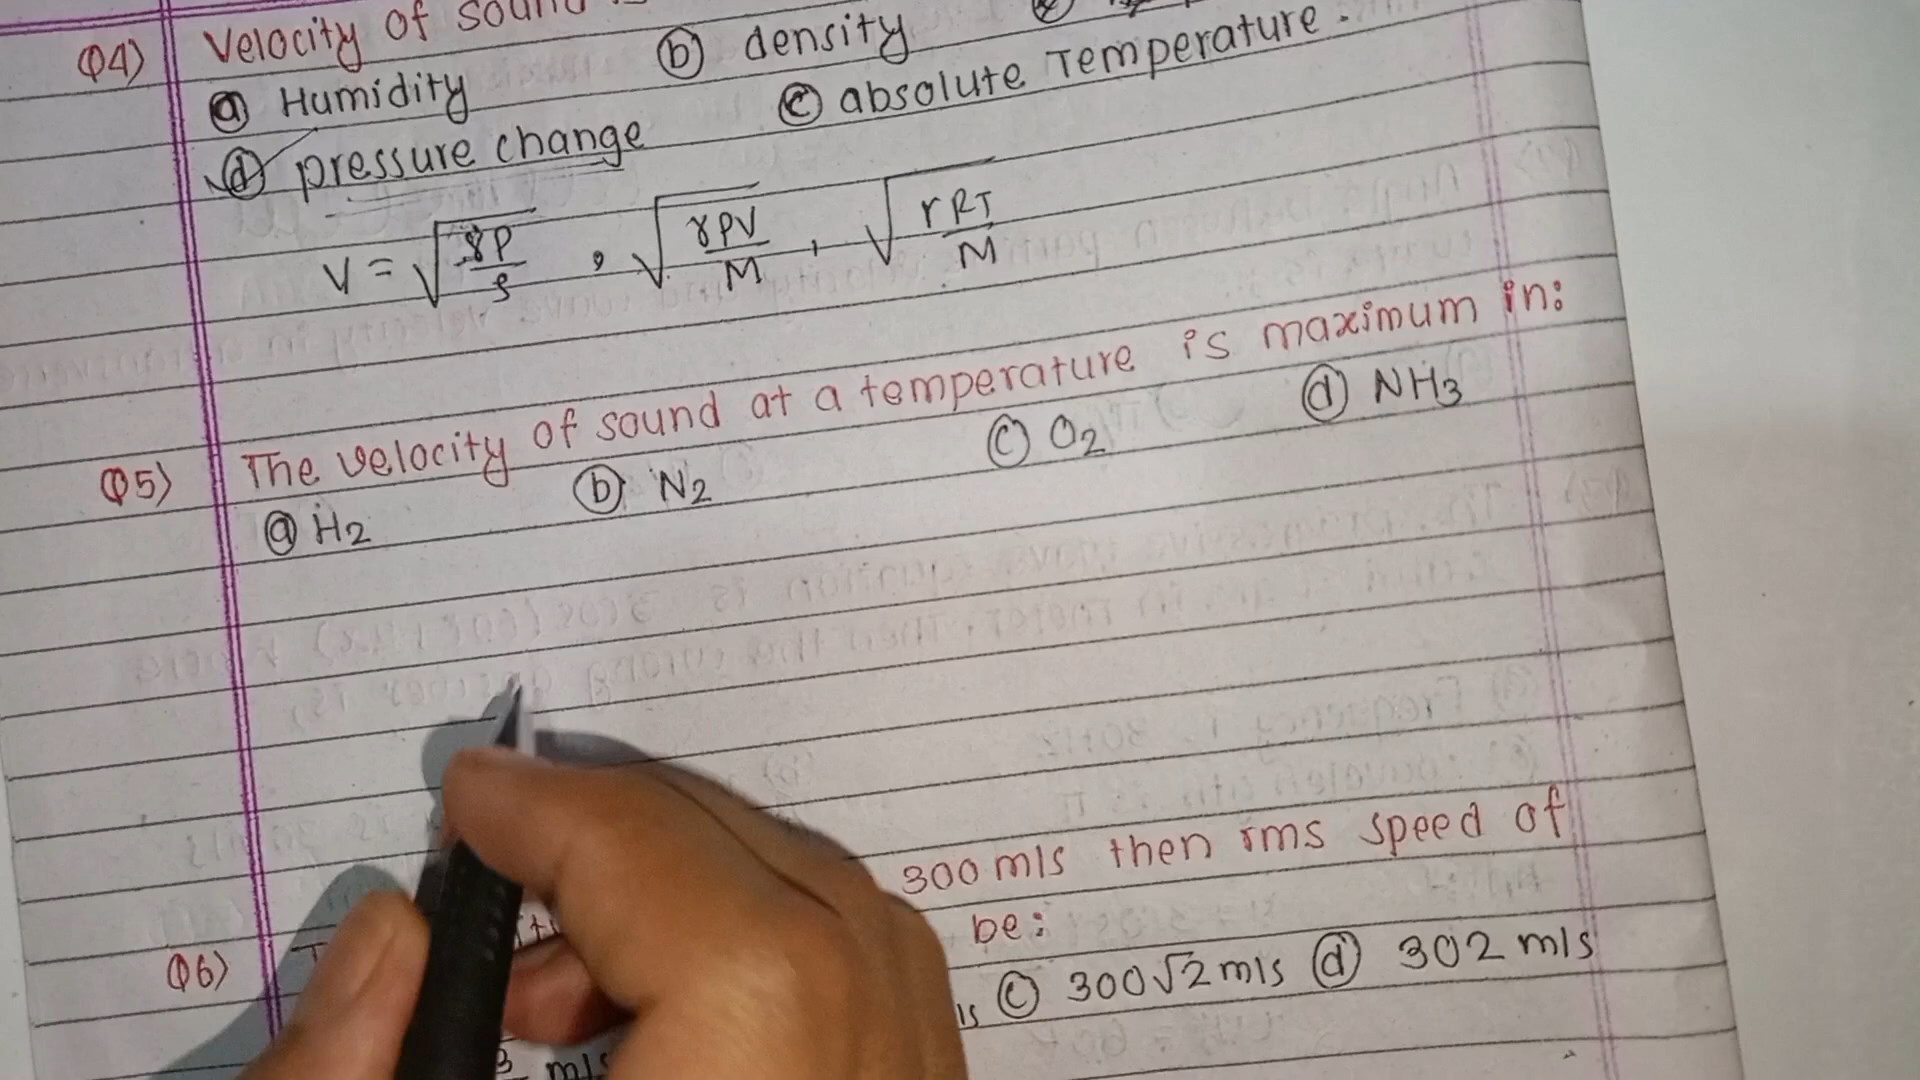 Q4) Velocity of sound
ⓐ Humidity ⓑ density
ⓓ pressure change ⓒ absolute Temperature.
V = √(γP/ρ) , √(γPV/M) , √(γRT/M)
Q5) The velocity of sound at a temperature is maximum in:
ⓐ H2 ⓑ N2 ⓒ O2 ⓓ NH3
300 m/s then rms speed of
Q6) be:
ⓒ 300√2 m/s ⓓ 302 m/s
m/s